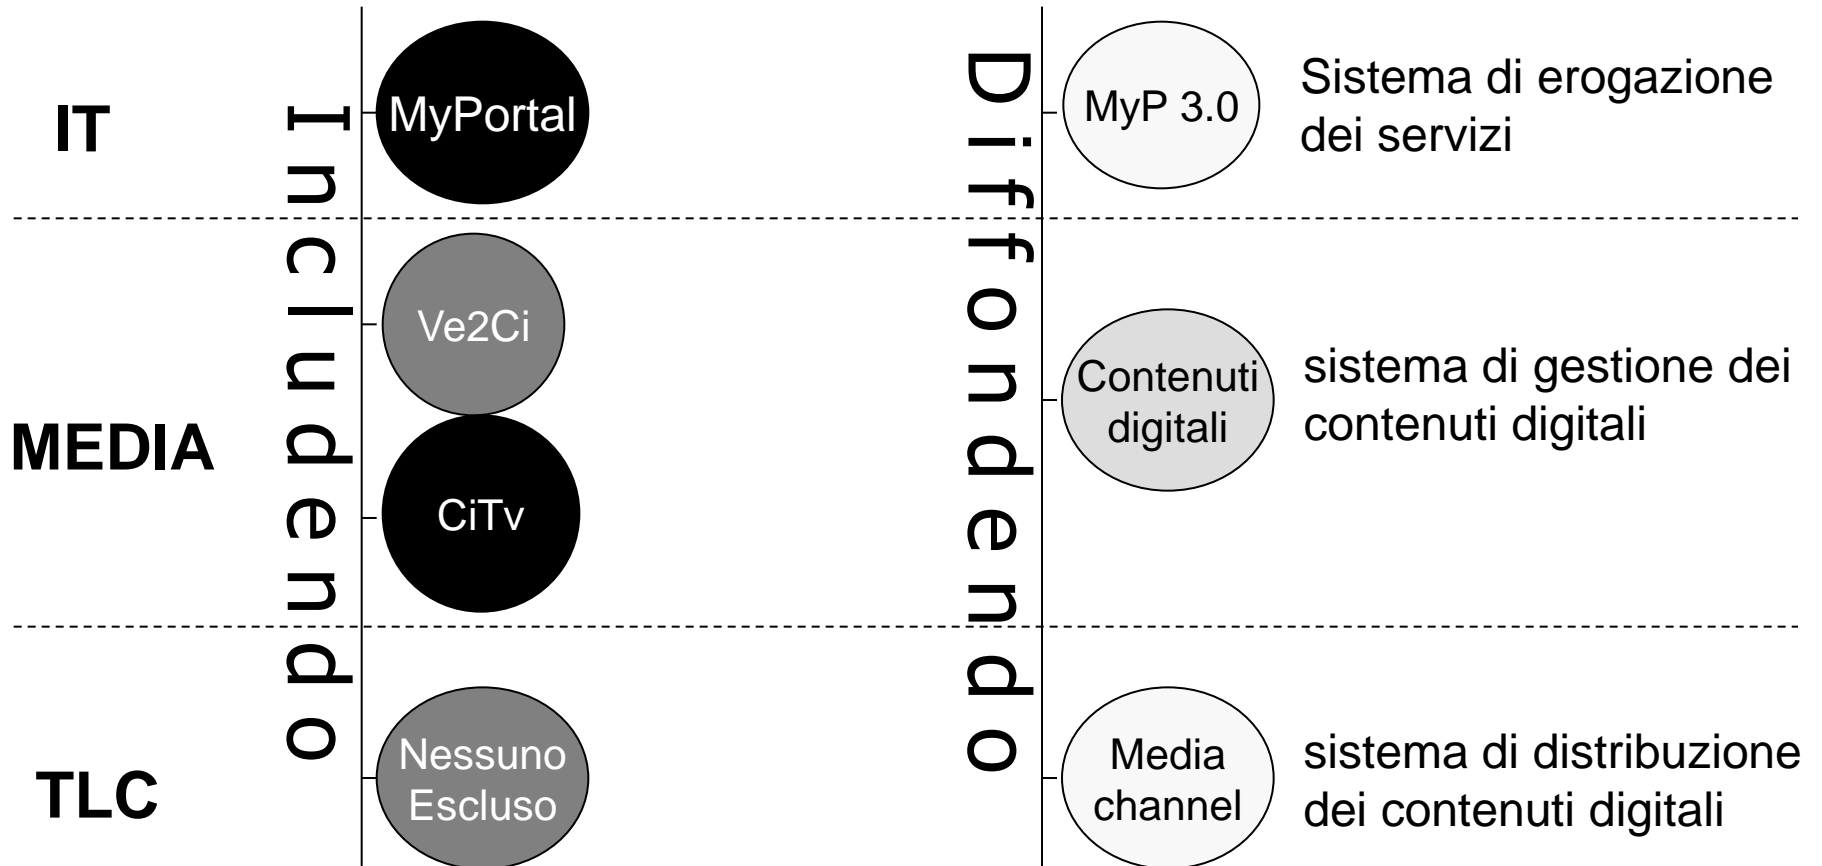 IT
Includendo
MyPortal
Diffondendo
MyP 3.0
Sistema di erogazione
dei servizi
MEDIA
Ve2Ci
CiTv
Contenuti
digitali
sistema di gestione dei
contenuti digitali
TLC
Nessuno
Escluso
Media
channel
sistema di distribuzione
dei contenuti digitali